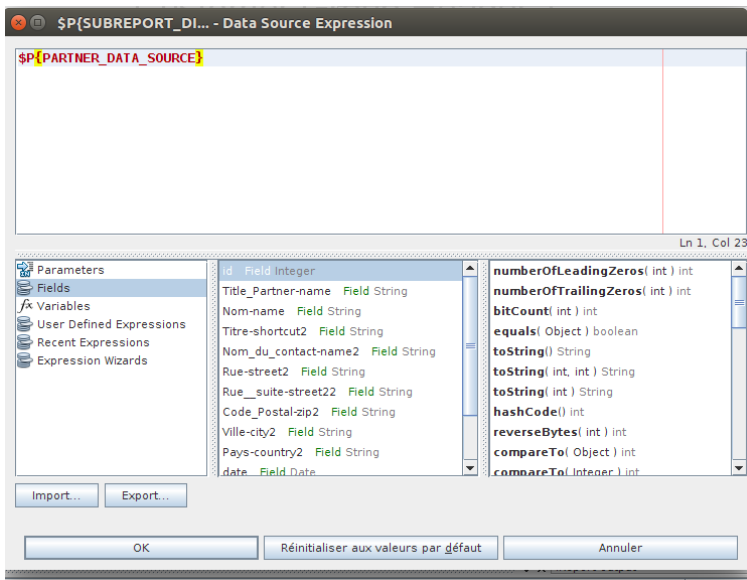 $P{SUBREPORT_DI... - Data Source Expression
$P{PARTNER_DATA_SOURCE}
Ln 1, Col 23
Parameters
Fields
fx Variables
User Defined Expressions
Recent Expressions
Expression Wizards
id Field Integer
Title_Partner-name Field String
Nom-name Field String
Titre-shortcut2 Field String
Nom_du_contact-name2 Field String
Rue-street2 Field String
Rue__suite-street22 Field String
Code_Postal-zip2 Field String
Ville-city2 Field String
Pays-country2 Field String
date Field Date
numberOfLeadingZeros( int ) int
numberOfTrailingZeros( int ) int
bitCount( int ) int
equals( Object ) boolean
toString() String
toString( int, int ) String
toString( int ) String
hashCode() int
reverseBytes( int ) int
compareTo( Object ) int
compareTo( Integer ) int
Import... Export...
OK Réinitialiser aux valeurs par défaut Annuler